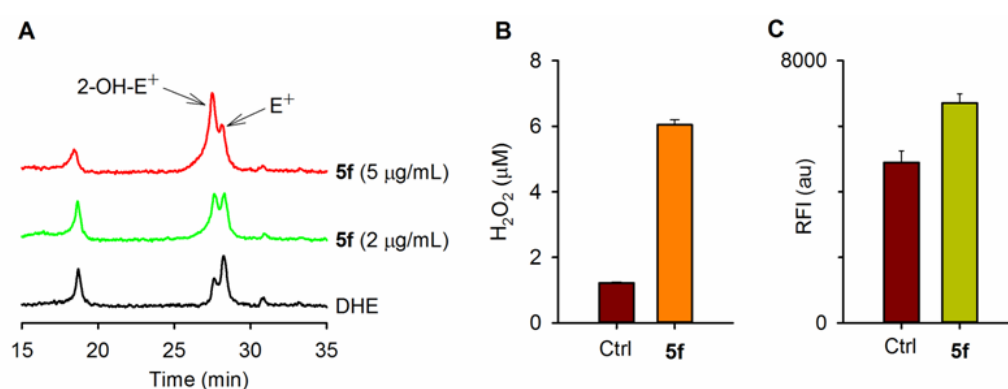 A
2-OH-E⁺
E⁺
5f (5 µg/mL)
5f (2 µg/mL)
DHE
15 20 25 30 35
Time (min)
B
H₂O₂ (µM)
8
6
4
2
0
Ctrl 5f
C
RFI (au)
8000
0
Ctrl 5f